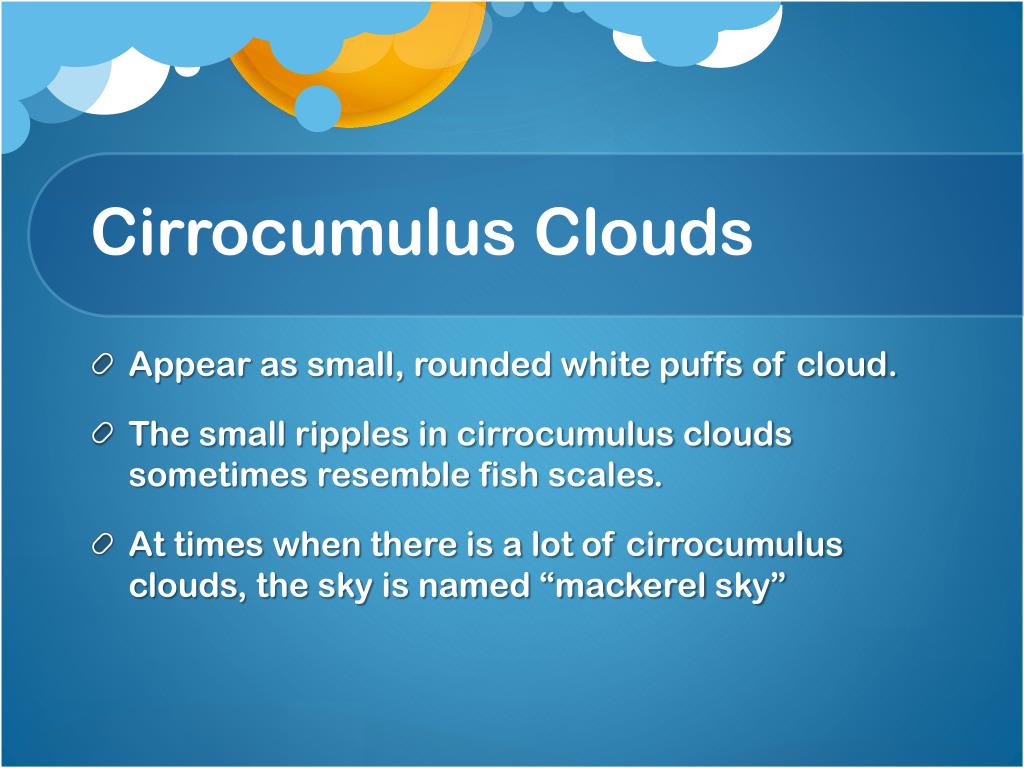 Cirrocumulus Clouds
Appear as small, rounded white puffs of cloud.
The small ripples in cirrocumulus clouds
sometimes resemble fish scales.
At times when there is a lot of cirrocumulus
clouds, the sky is named “mackerel sky”